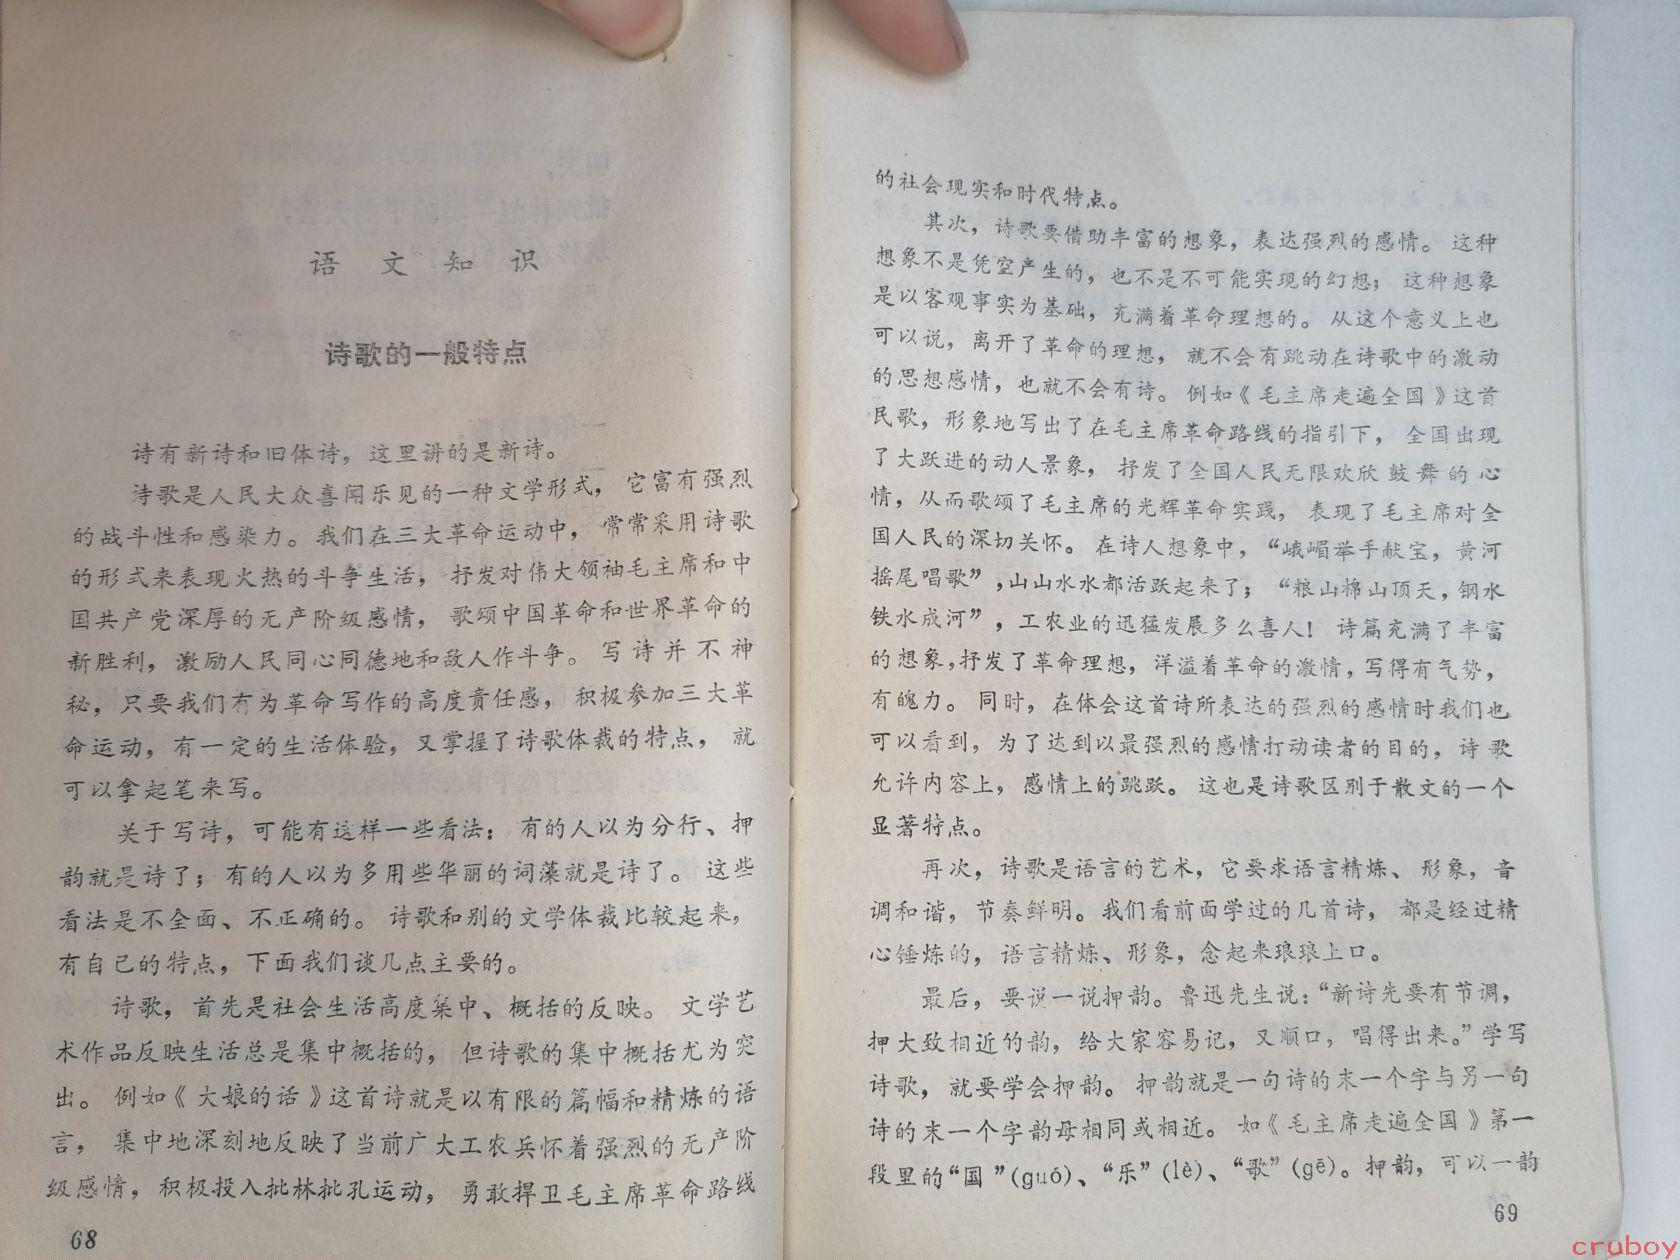 语文知识
诗歌的一般特点
诗有新诗和旧体诗，这里讲的是新诗。
诗歌是人民大众喜闻乐见的一种文学形式，它富有强烈
的战斗性和感染力。我们在三大革命运动中，常常采用诗歌
的形式来表现火热的斗争生活，抒发对伟大领袖毛主席和中
国共产党深厚的无产阶级感情，歌颂中国革命和世界革命的
新胜利，激励人民同心同德地和敌人作斗争。写诗并不神
秘，只要我们有为革命写作的高度责任感，积极参加三大革
命运动，有一定的生活体验，又掌握了诗歌体裁的特点，就
可以拿起笔来写。
关于写诗，可能有这样一些看法：有的人以为分行、押
韵就是诗了；有的人以为多用些华丽的词藻就是诗了。这些
看法是不全面、不正确的。诗歌和别的文学体裁比较起来，
有自己的特点，下面我们谈几点主要的。
诗歌，首先是社会生活高度集中、概括的反映。文学艺
术作品反映生活总是集中概括的，但诗歌的集中概括尤为突
出。例如《大娘的话》这首诗就是以有限的篇幅和精炼的语
言，集中地深刻地反映了当前广大工农兵怀着强烈的无产阶
级感情，积极投入批林批孔运动，勇敢捍卫毛主席革命路线
68
的社会现实和时代特点。
其次，诗歌要借助丰富的想象，表达强烈的感情。这种
想象不是凭空产生的，也不是不可能实现的幻想；这种想象
是以客观事实为基础，充满着革命理想的。从这个意义上也
可以说，离开了革命的理想，就不会有跳动在诗歌中的激动
的思想感情，也就不会有诗。例如《毛主席走遍全国》这首
民歌，形象地写出了在毛主席革命路线的指引下，全国出现
了大跃进的动人景象，抒发了全国人民无限欢欣鼓舞的心
情，从而歌颂了毛主席的光辉革命实践，表现了毛主席对全
国人民的深切关怀。在诗人想象中，“峨嵋举手献宝，黄河
摇尾唱歌”，山山水水都活跃起来了；“粮山棉山顶天，钢水
铁水成河”，工农业的迅猛发展多么喜人！诗篇充满了丰富
的想象，抒发了革命理想，洋溢着革命的激情，写得有气势，
有魄力。同时，在体会这首诗所表达的强烈的感情时我们也
可以看到，为了达到以最强烈的感情打动读者的目的，诗歌
允许内容上，感情上的跳跃。这也是诗歌区别于散文的一个
显著特点。
再次，诗歌是语言的艺术，它要求语言精炼、形象，音
调和谐，节奏鲜明。我们看前面学过的几首诗，都是经过精
心锤炼的，语言精炼、形象，念起来琅琅上口。
最后，要说一说押韵。鲁迅先生说：“新诗先要有节调，
押大致相近的韵，给大家容易记，又顺口，唱得出来。”学写
诗歌，就要学会押韵。押韵就是一句诗的末一个字与另一句
诗的末一个字韵母相同或相近。如《毛主席走遍全国》第一
段里的“国”（guó）、“乐”（lè）、“歌”（gē）。押韵，可以一韵
69
cruboy